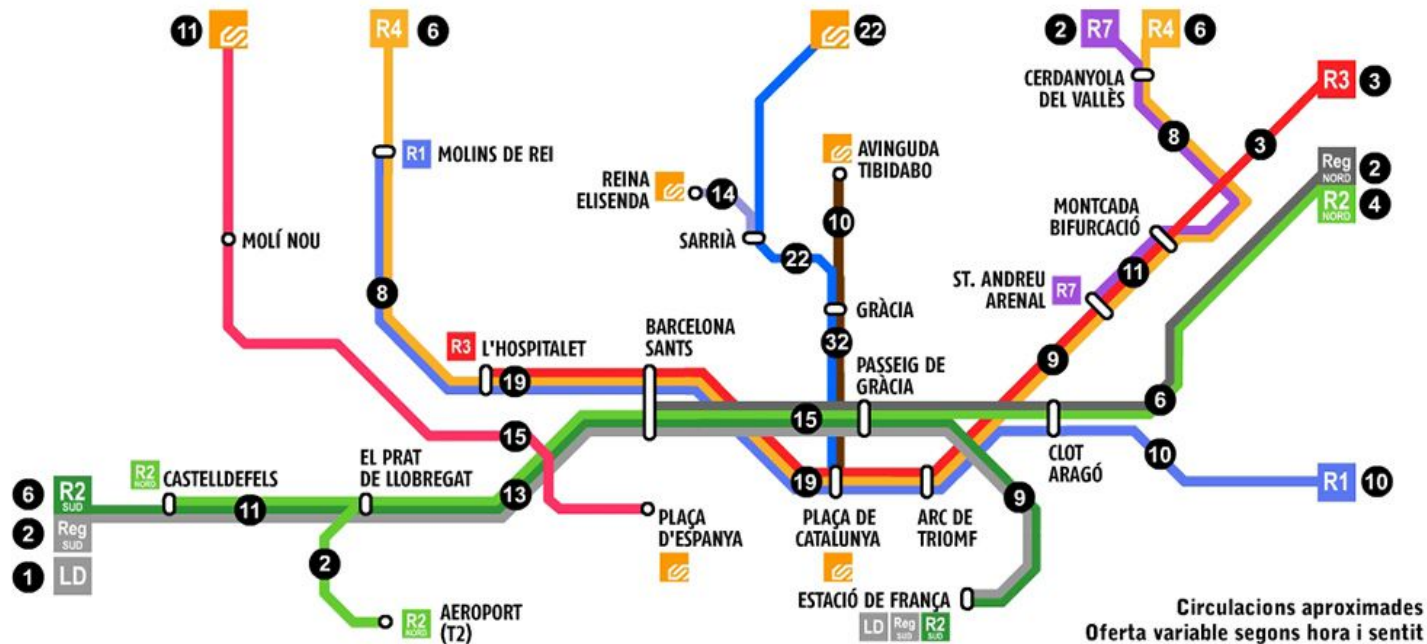 11
R4
6
22
2
R7
R4
6
CERDANYOLA
DEL VALLÈS
R3
3
8
3
R1
MOLINS DE REI
AVINGUDA
TIBIDABO
Reg
NORD
2
REINA
ELISENDA
14
R2
NORD
4
10
MONTCADA
BIFURCACIÓ
MOLÍ NOU
SARRIÀ
22
11
ST. ANDREU
ARENAL
R7
8
GRÀCIA
BARCELONA
SANTS
32
R3
L'HOSPITALET
PASSEIG DE
GRÀCIA
9
19
6
15
15
CLOT
ARAGÓ
10
R2
NORD
CASTELLDEFELS
EL PRAT
DE LLOBREGAT
6
R2
SUD
11
13
19
9
R1
10
2
Reg
SUD
PLAÇA
D'ESPANYA
PLAÇA DE
CATALUNYA
ARC DE
TRIOMF
1
LD
2
R2
NORD
AEROPORT
(T2)
ESTACIÓ DE FRANÇA
LD
Reg
SUD
R2
SUD
Circulacions aproximades
Oferta variable segons hora i sentit